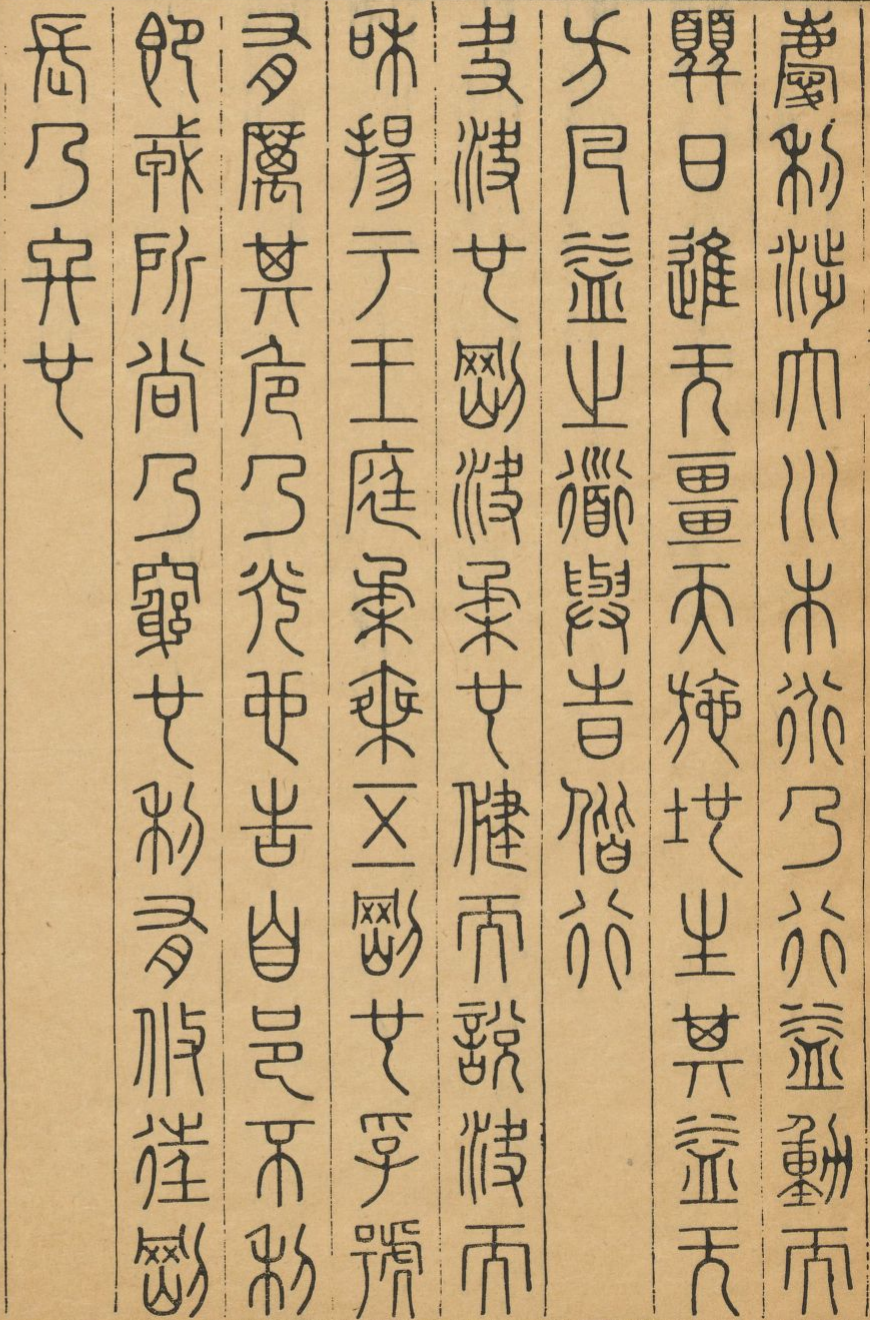 慶利涉大川木道乃行益動而
巽日進无疆天施地生其益无
方凡益之道與時偕行
夬決也剛決柔也健而說決而
和揚于王庭柔乘五剛也孚號
有厲其危乃光也告自邑不利
即戎所尚乃窮也利有攸往剛
長乃終也